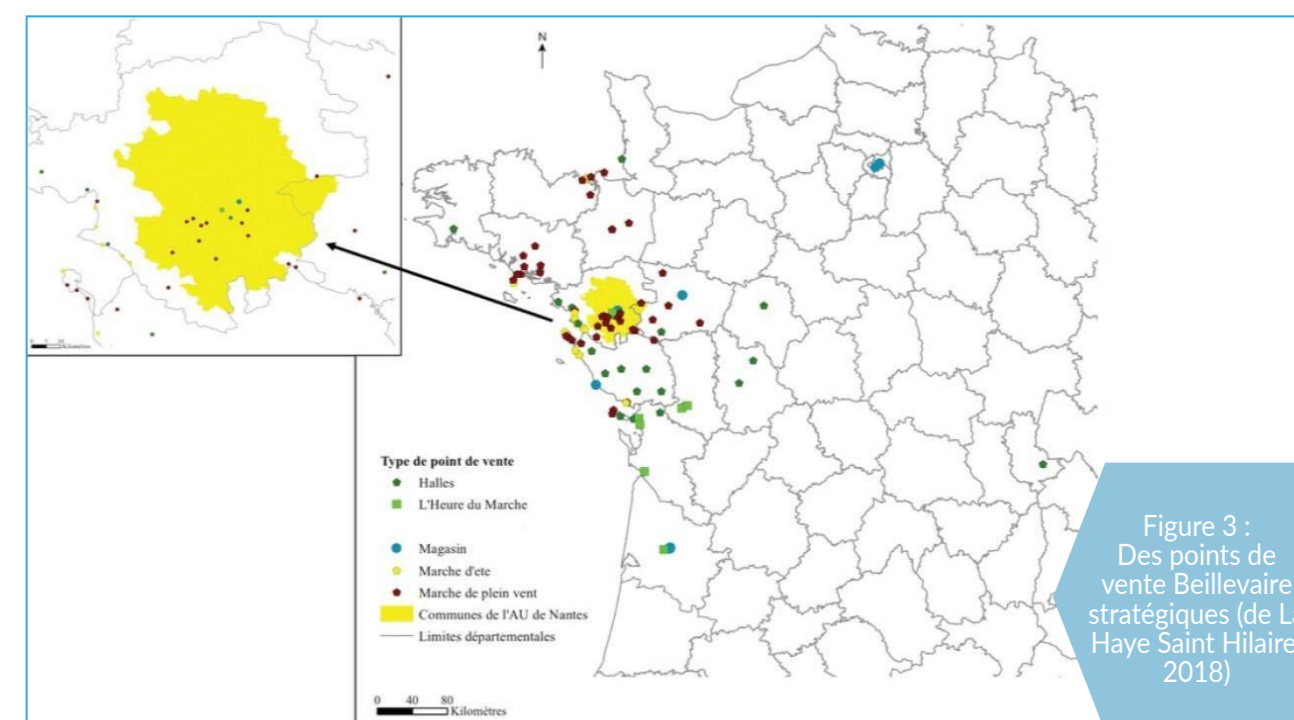 N
Type de point de vente
Halles
L'Heure du Marche
Magasin
Marche d'ete
Marche de plein vent
Communes de l'AU de Nantes
Limites départementales
0 40 80
Kilomètres
Figure 3 :
Des points de
vente Beillevaire
stratégiques (de La
Haye Saint Hilaire
2018)